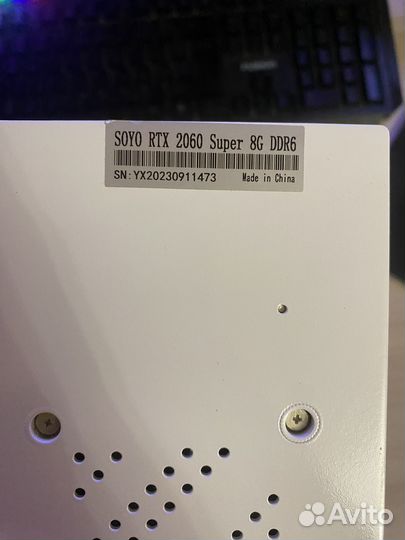 SOYO RTX 2060 Super 8G DDR6
SN: YX20230911473 Made in China
Avito